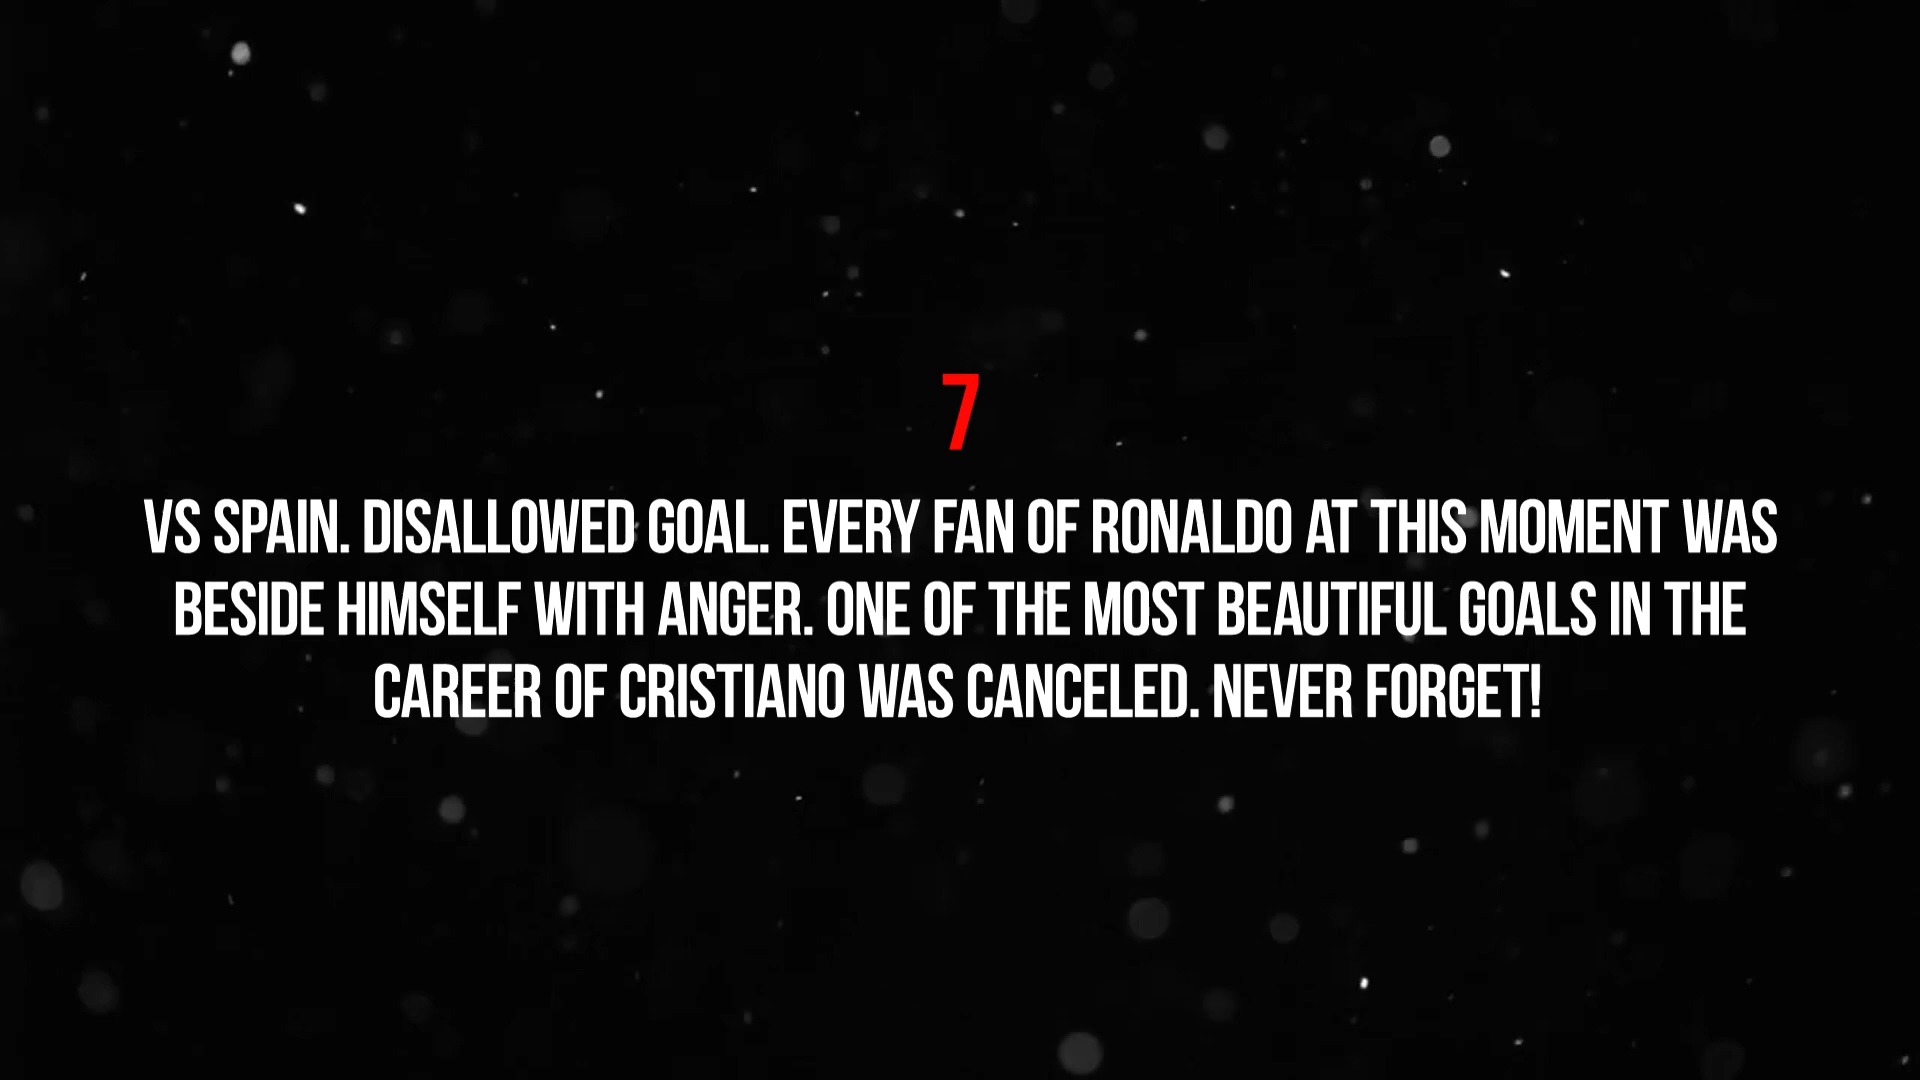 7
VS SPAIN. DISALLOWED GOAL. EVERY FAN OF RONALDO AT THIS MOMENT WAS
BESIDE HIMSELF WITH ANGER. ONE OF THE MOST BEAUTIFUL GOALS IN THE
CAREER OF CRISTIANO WAS CANCELED. NEVER FORGET!